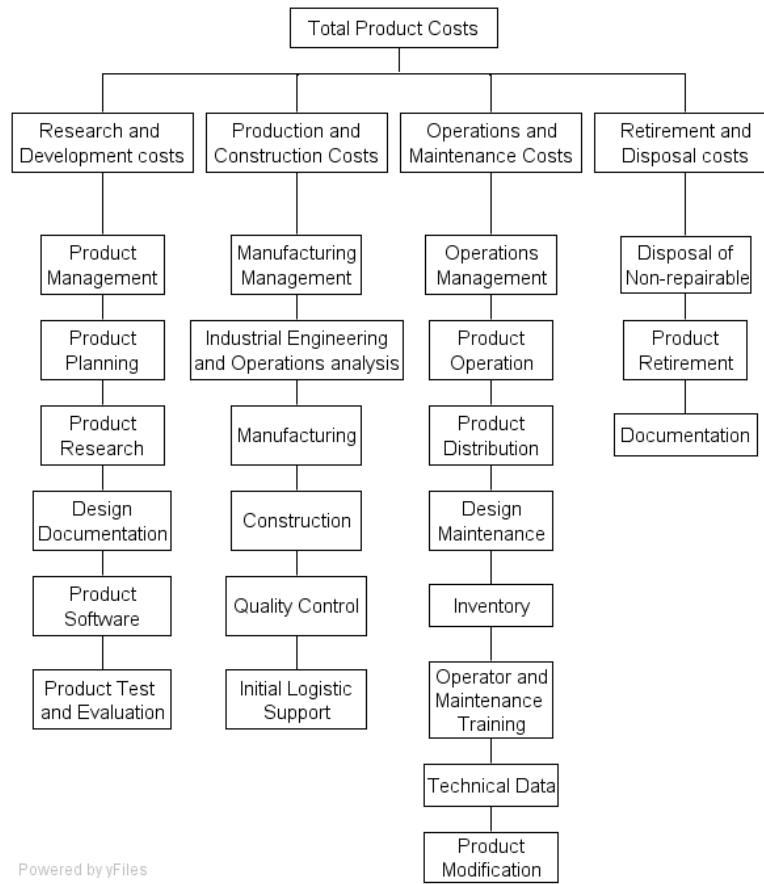 Total Product Costs
Research and
Development costs
Production and
Construction Costs
Operations and
Maintenance Costs
Retirement and
Disposal costs
Product
Management
Manufacturing
Management
Operations
Management
Disposal of
Non-repairable
Product
Planning
Industrial Engineering
and Operations analysis
Product
Operation
Product
Retirement
Product
Research
Manufacturing
Product
Distribution
Documentation
Design
Documentation
Construction
Design
Maintenance
Product
Software
Quality Control
Inventory
Product Test
and Evaluation
Initial Logistic
Support
Operator and
Maintenance
Training
Technical Data
Product
Modification
Powered by yFiles